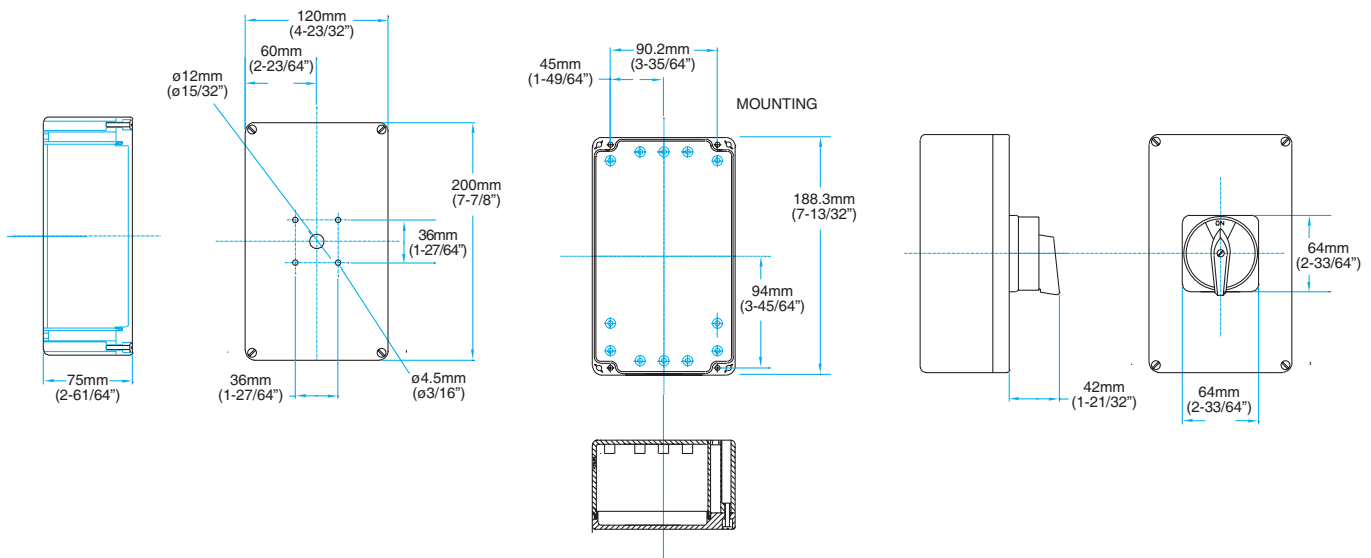 120mm
(4-23/32”)
60mm
(2-23/64”)
ø12mm
(ø15/32”)
200mm
(7-7/8”)
36mm
(1-27/64”)
75mm
(2-61/64”)
36mm
(1-27/64”)
ø4.5mm
(ø3/16”)
90.2mm
(3-35/64”)
45mm
(1-49/64”)
MOUNTING
188.3mm
(7-13/32”)
94mm
(3-45/64”)
42mm
(1-21/32”)
ON
64mm
(2-33/64”)
64mm
(2-33/64”)